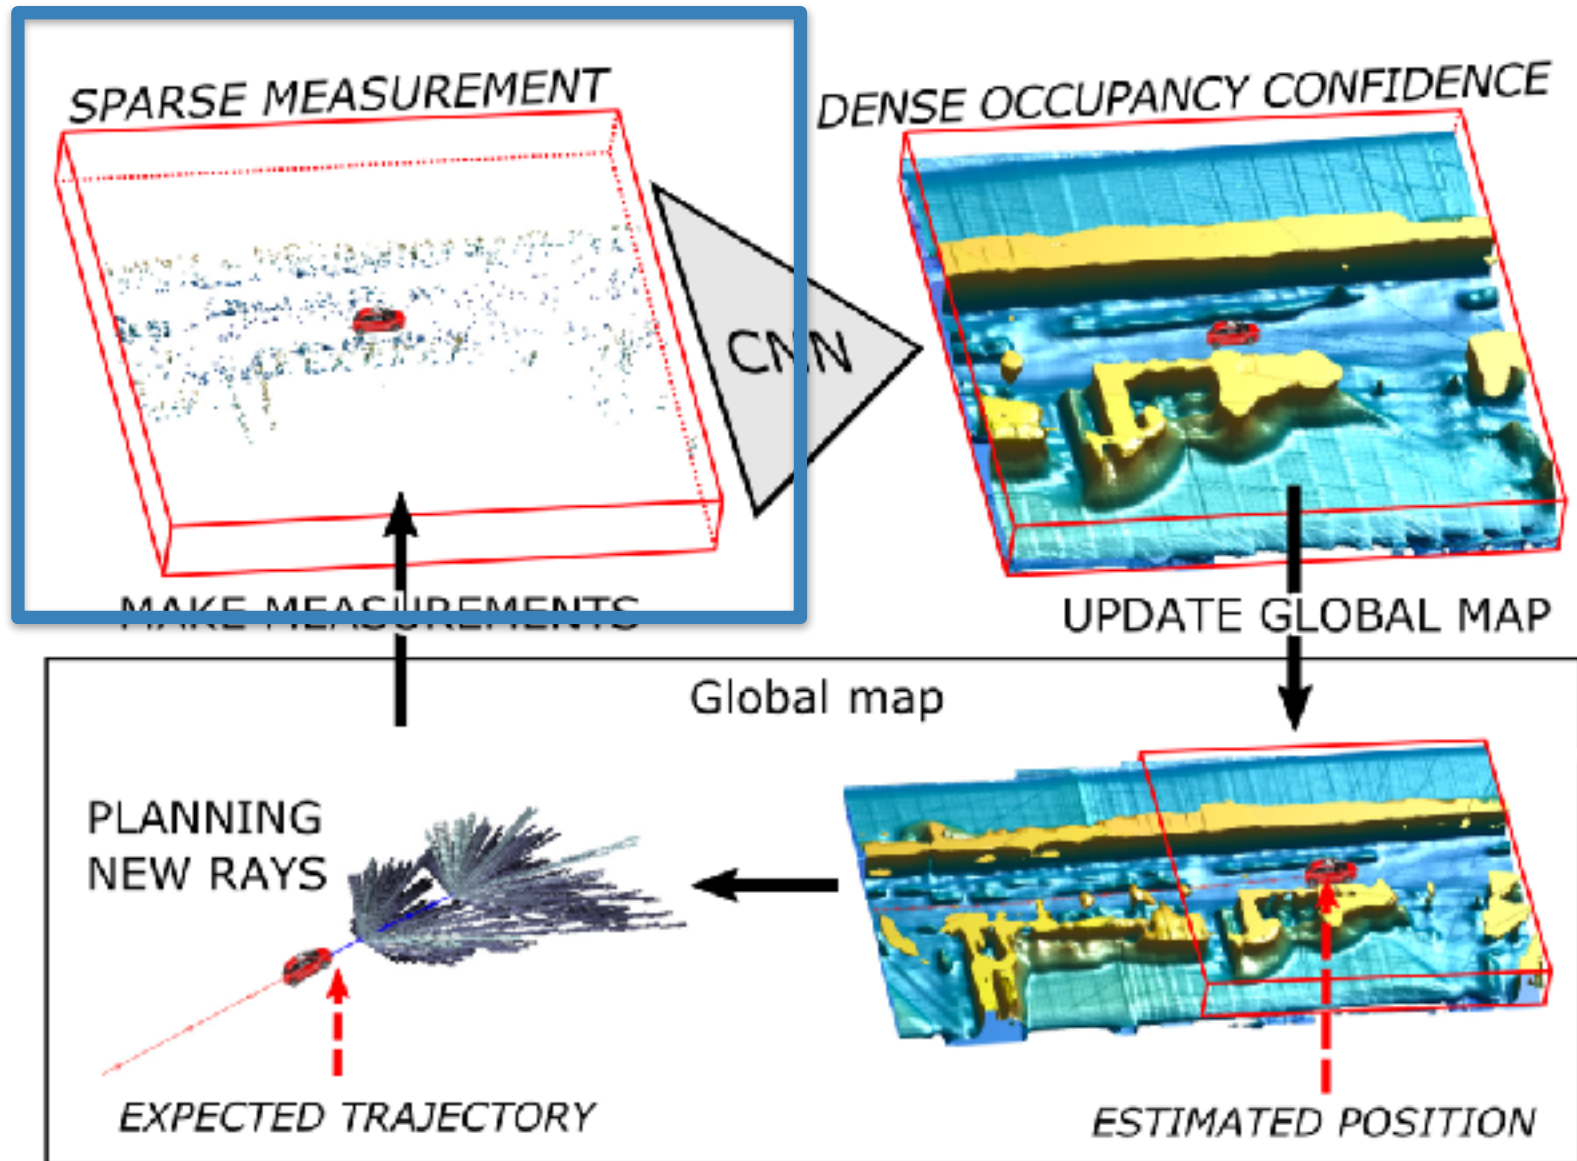 SPARSE MEASUREMENT
DENSE OCCUPANCY CONFIDENCE
CNN
MAKE MEASUREMENTS
UPDATE GLOBAL MAP
Global map
PLANNING
NEW RAYS
EXPECTED TRAJECTORY
ESTIMATED POSITION